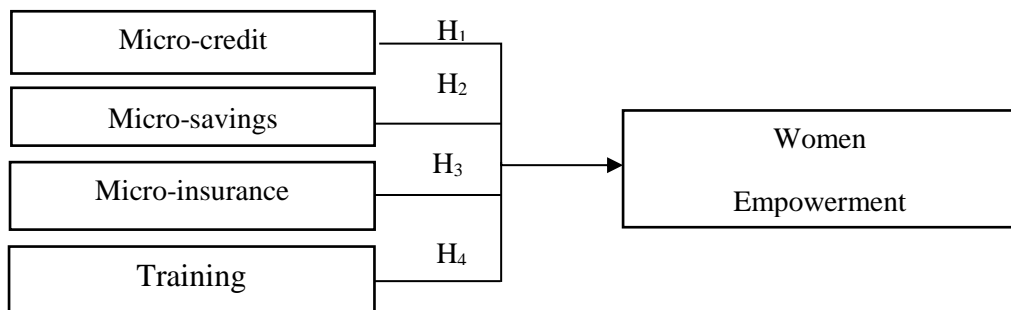 Micro-credit
H₁
H₂
Micro-savings
H₃
Micro-insurance
H₄
Training
Women
Empowerment